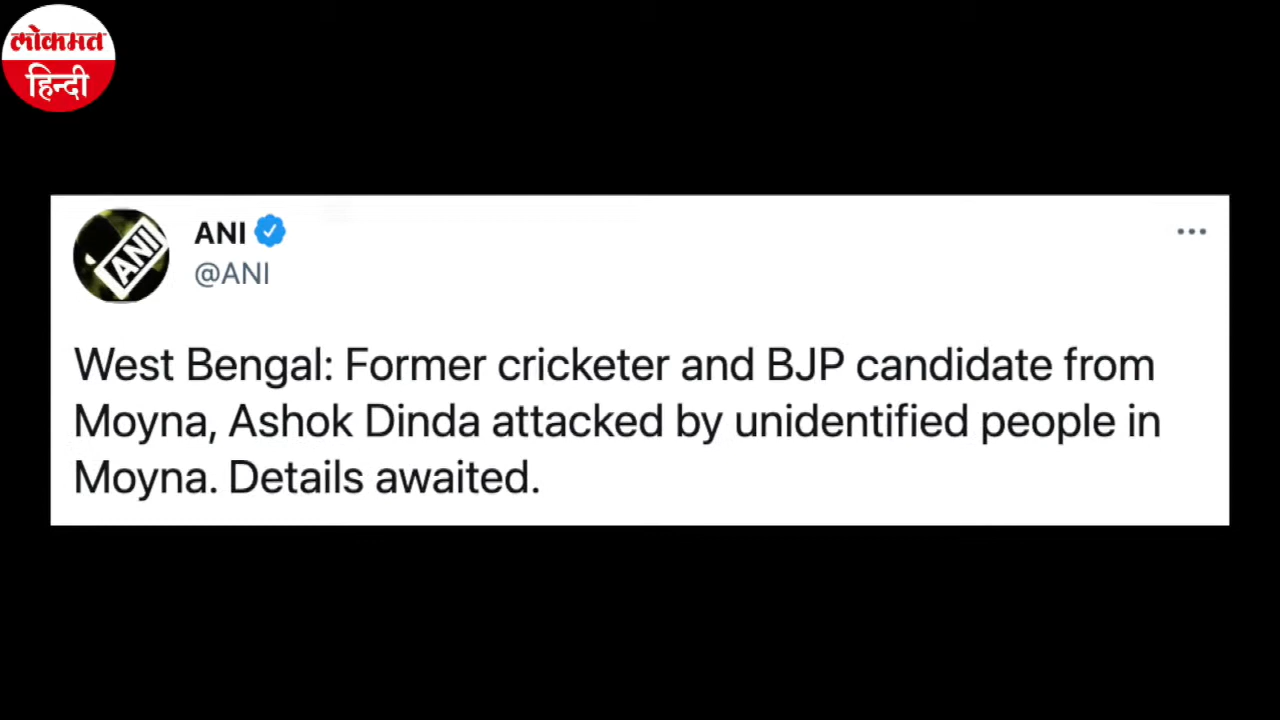 लोकमत
हिन्दी
ANI
ANI
@ANI
West Bengal: Former cricketer and BJP candidate from
Moyna, Ashok Dinda attacked by unidentified people in
Moyna. Details awaited.